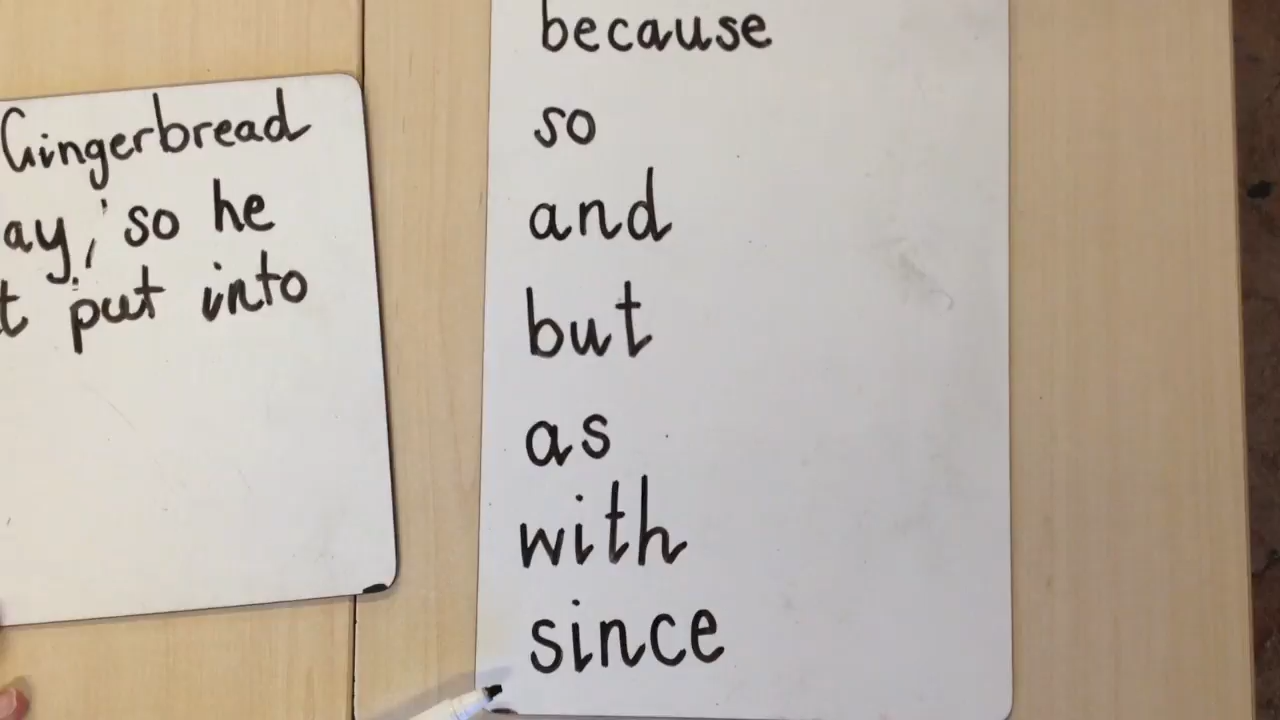 Gingerbread
ay, so he
t put into
because
so
and
but
as
with
since